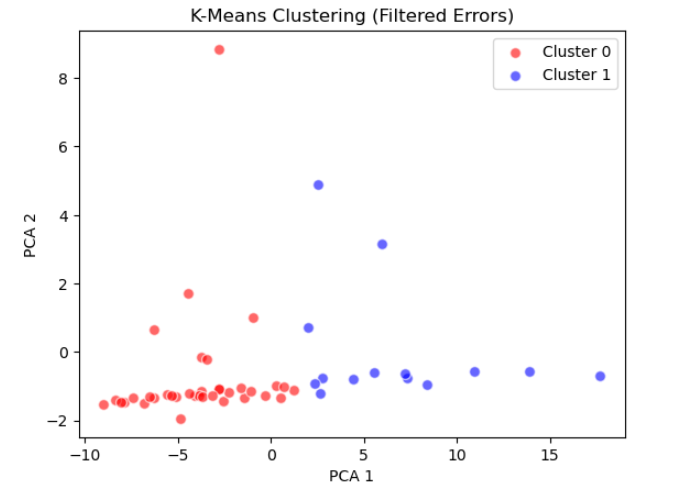 K-Means Clustering (Filtered Errors)
Cluster 0
Cluster 1
PCA 2
8
6
4
2
0
−2
−10
−5
0
5
10
15
PCA 1